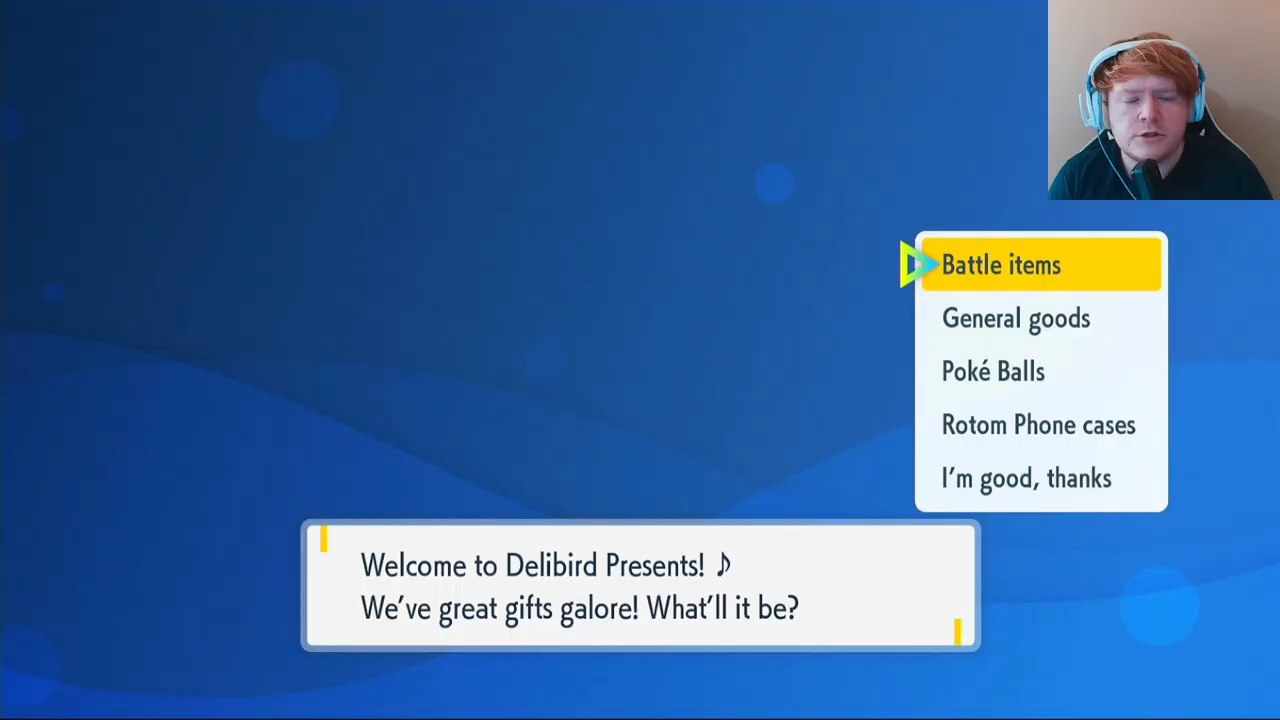 Battle items
General goods
Poké Balls
Rotom Phone cases
I'm good, thanks
Welcome to Delibird Presents! ♪
We've great gifts galore! What'll it be?